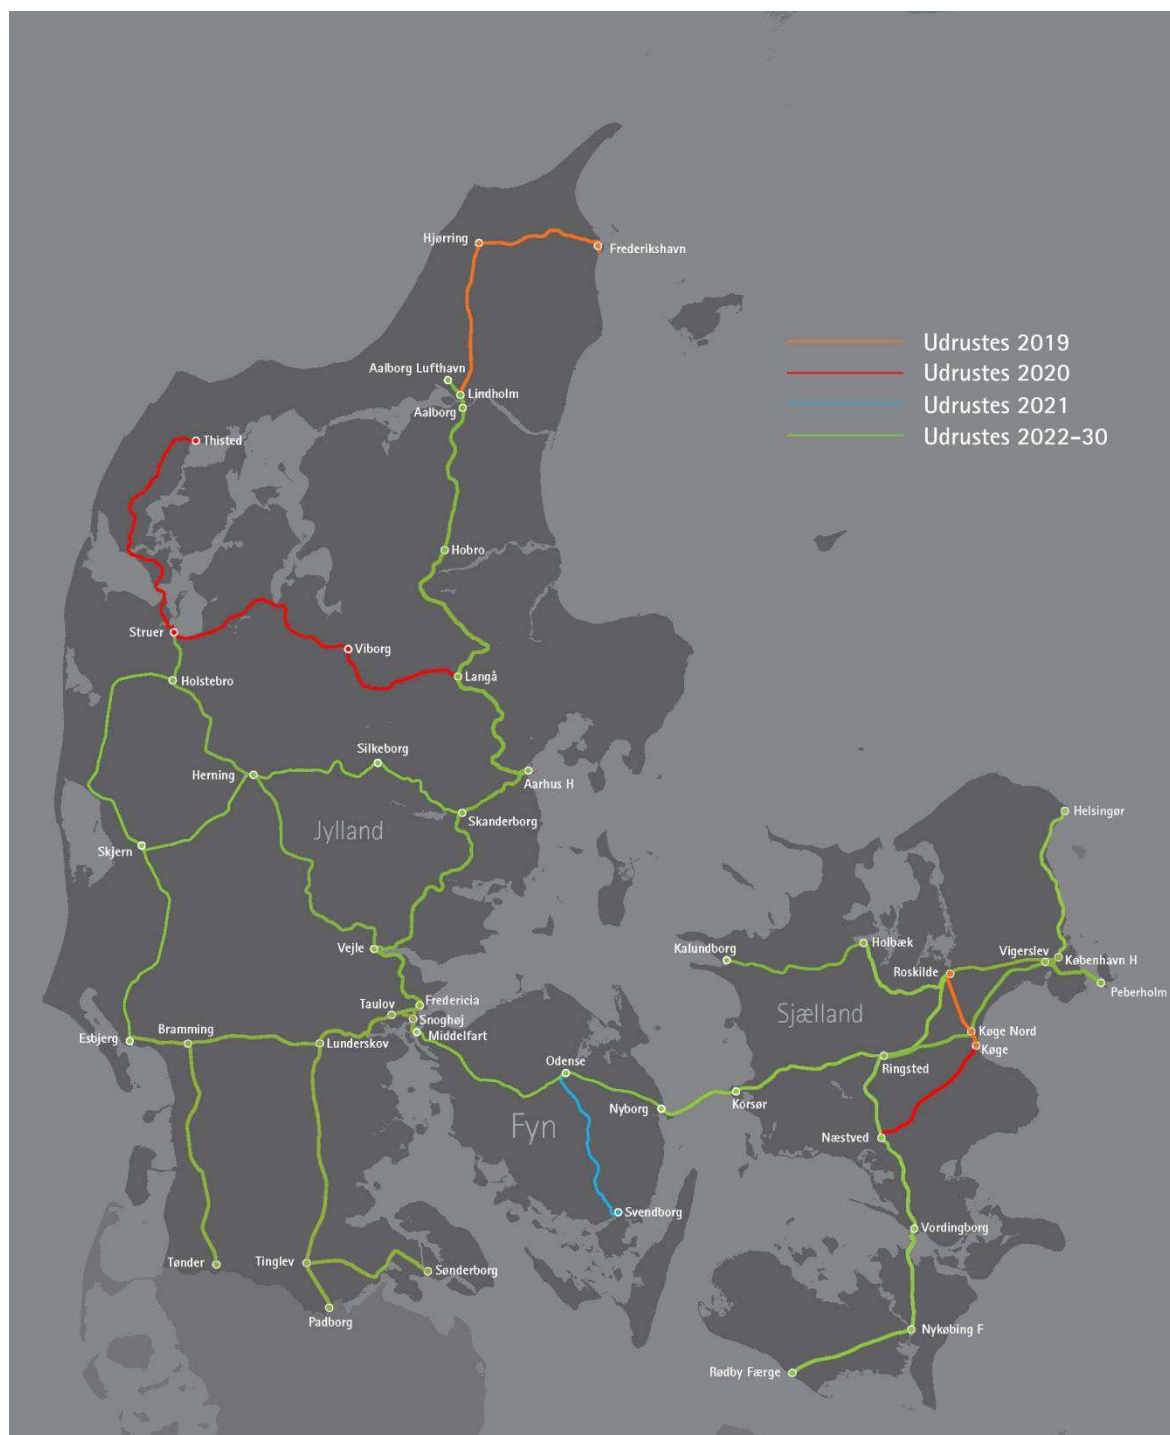 Hjørring
Frederikshavn
Udrustes 2019
Aalborg Lufthavn
Udrustes 2020
Lindholm
Udrustes 2021
Aalborg
Udrustes 2022-30
Thisted
Hobro
Struer
Viborg
Langå
Holstebro
Silkeborg
Herning
Aarhus H
Helsingør
Skanderborg
Jylland
Skjern
Vejle
Holbæk
Kalundborg
Vigerslev
København H
Roskilde
Peberholm
Fredericia
Taulov
Snoghøj
Sjælland
Middelfart
Køge Nord
Esbjerg
Bramming
Lunderskov
Køge
Odense
Ringsted
Nyborg
Korsør
Fyn
Næstved
Svendborg
Vordingborg
Tønder
Tinglev
Sønderborg
Padborg
Nykøbing F
Rødby Færge